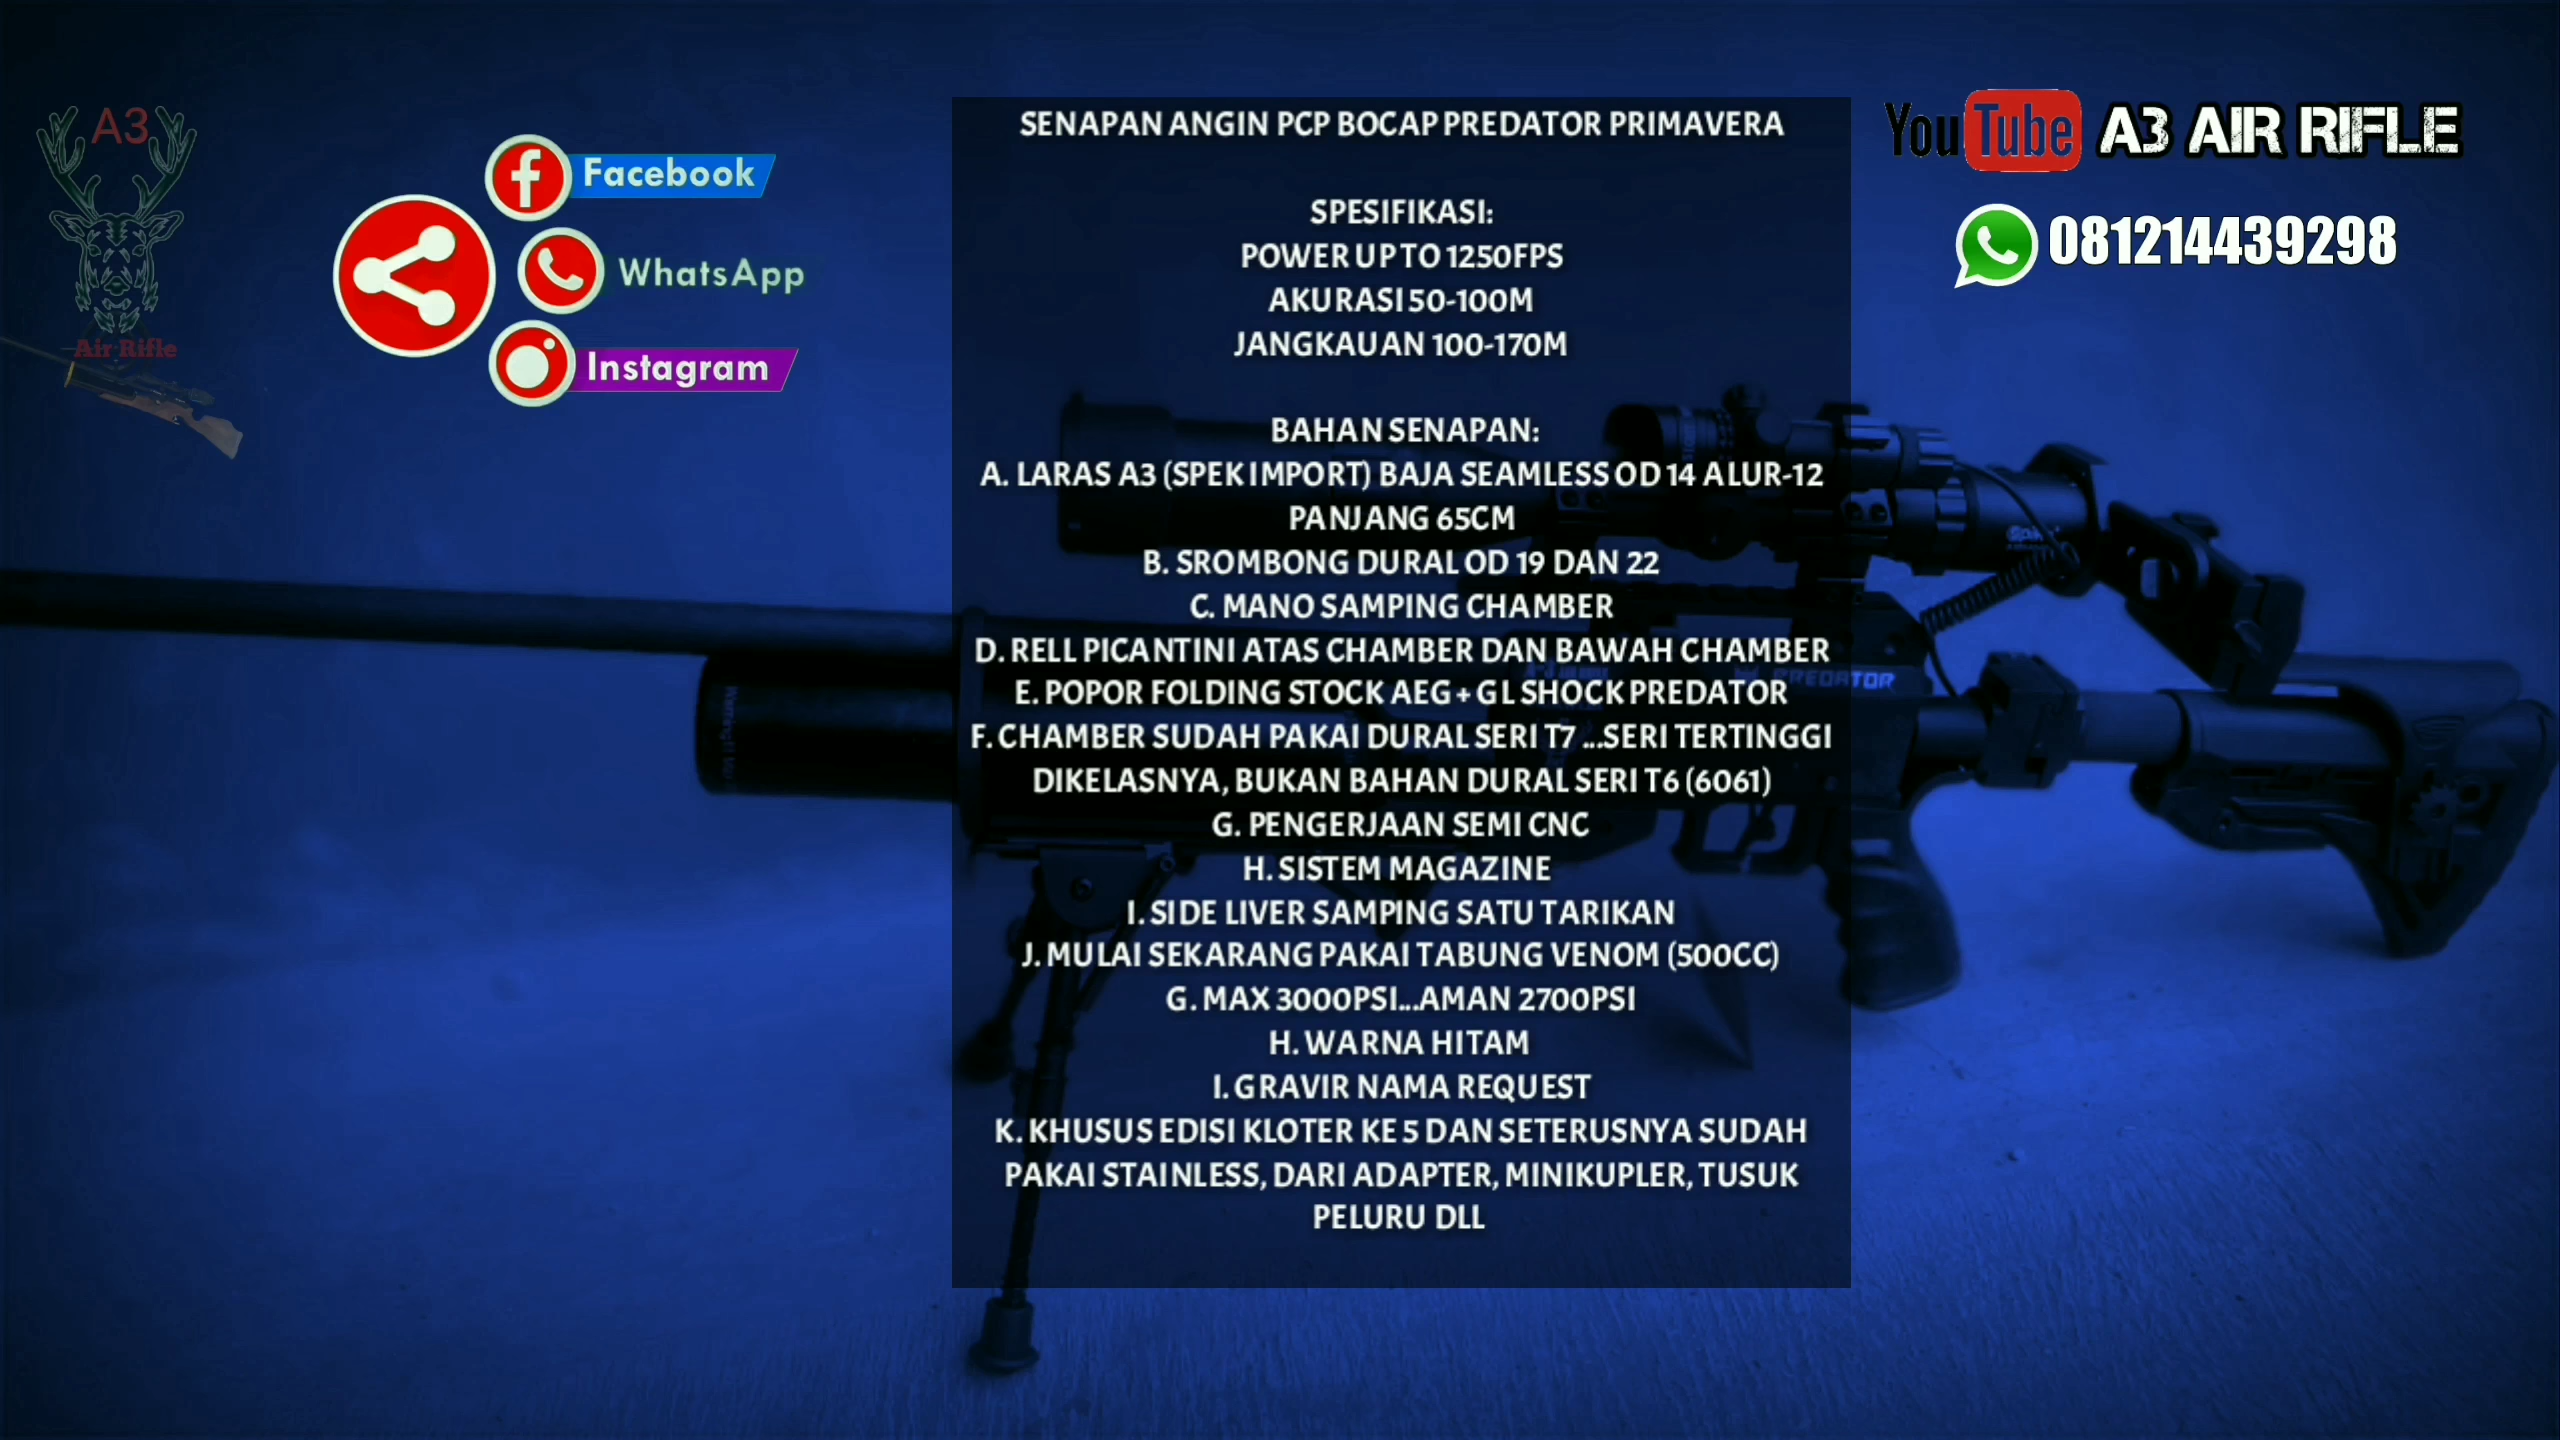 A3
Air Rifle
Facebook
WhatsApp
Instagram
SENAPAN ANGIN PCP BOCAP PREDATOR PRIMAVERA
SPESIFIKASI:
POWER UP TO 1250FPS
AKURASI 50-100M
JANGKAUAN 100-170M
BAHAN SENAPAN:
A. LARAS A3 (SPEK IMPORT) BAJA SEAMLESS OD 14 ALUR-12
PANJANG 65CM
B. SROMBONG DURAL OD 19 DAN 22
C. MANO SAMPING CHAMBER
D. RELL PICANTINI ATAS CHAMBER DAN BAWAH CHAMBER
E. POPOR FOLDING STOCK AEG + GL SHOCK PREDATOR
F. CHAMBER SUDAH PAKAI DURAL SERI T7 ...SERI TERTINGGI
DIKELASNYA, BUKAN BAHAN DURAL SERI T6 (6061)
G. PENGERJAAN SEMI CNC
H. SISTEM MAGAZINE
I. SIDE LIVER SAMPING SATU TARIKAN
J. MULAI SEKARANG PAKAI TABUNG VENOM (500CC)
G. MAX 3000PSI...AMAN 2700PSI
H. WARNA HITAM
I. GRAVIR NAMA REQUEST
K. KHUSUS EDISI KLOTER KE 5 DAN SETERUSNYA SUDAH
PAKAI STAINLESS, DARI ADAPTER, MINIKUPLER, TUSUK
PELURU DLL
YouTube A3 AIR RIFLE
081214439298
PREDATOR